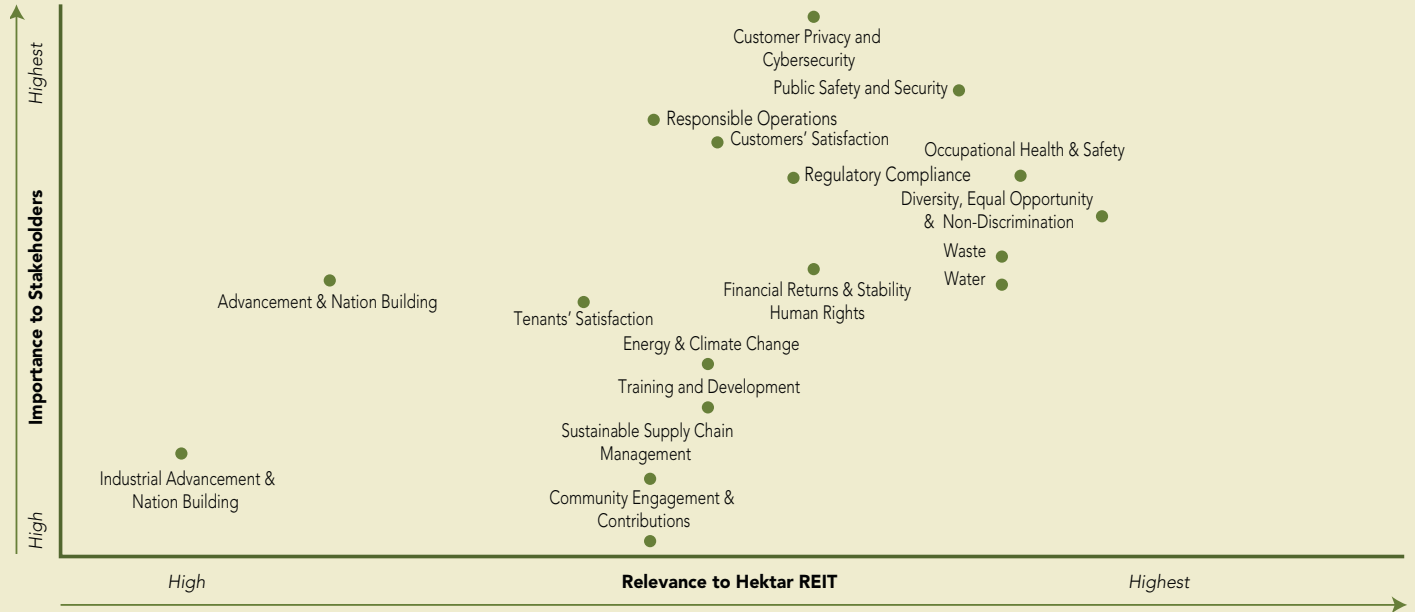 Highest
Importance to Stakeholders
High
Customer Privacy and
Cybersecurity
Public Safety and Security
Responsible Operations
Customers' Satisfaction
Occupational Health & Safety
Regulatory Compliance
Diversity, Equal Opportunity
& Non-Discrimination
Waste
Water
Advancement & Nation Building
Financial Returns & Stability
Human Rights
Tenants' Satisfaction
Energy & Climate Change
Training and Development
Sustainable Supply Chain
Management
Industrial Advancement &
Nation Building
Community Engagement &
Contributions
High
Relevance to Hektar REIT
Highest